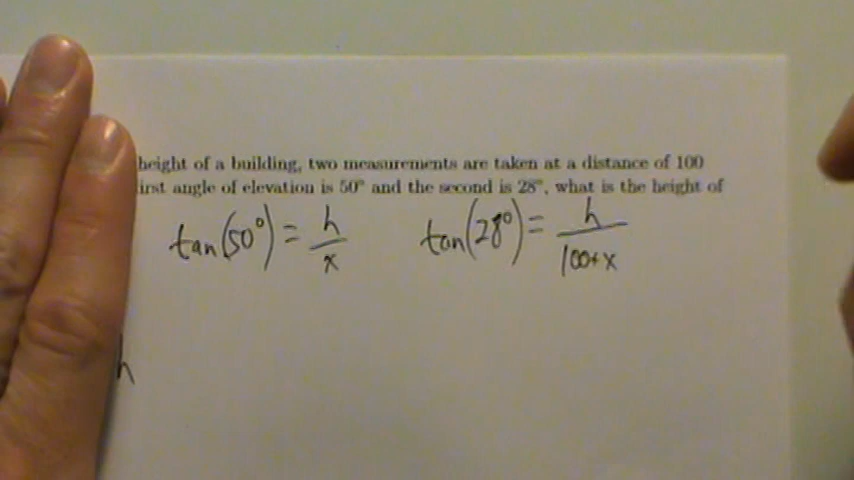 height of a building, two measurements are taken at a distance of 100
irst angle of elevation is 50° and the second is 28°, what is the height of
tan(50°) = h/x tan(28°) = h/(100+x)
h